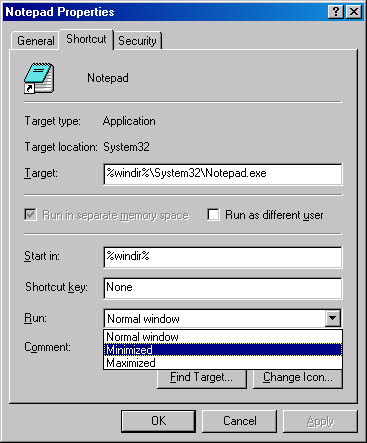 Notepad Properties
General Shortcut Security
Notepad
Target type: Application
Target location: System32
Target: %windir%\System32\Notepad.exe
Run in separate memory space Run as different user
Start in: %windir%
Shortcut key: None
Run: Normal window
Normal window
Comment: Minimized
Maximized
Find Target... Change Icon...
OK Cancel Apply